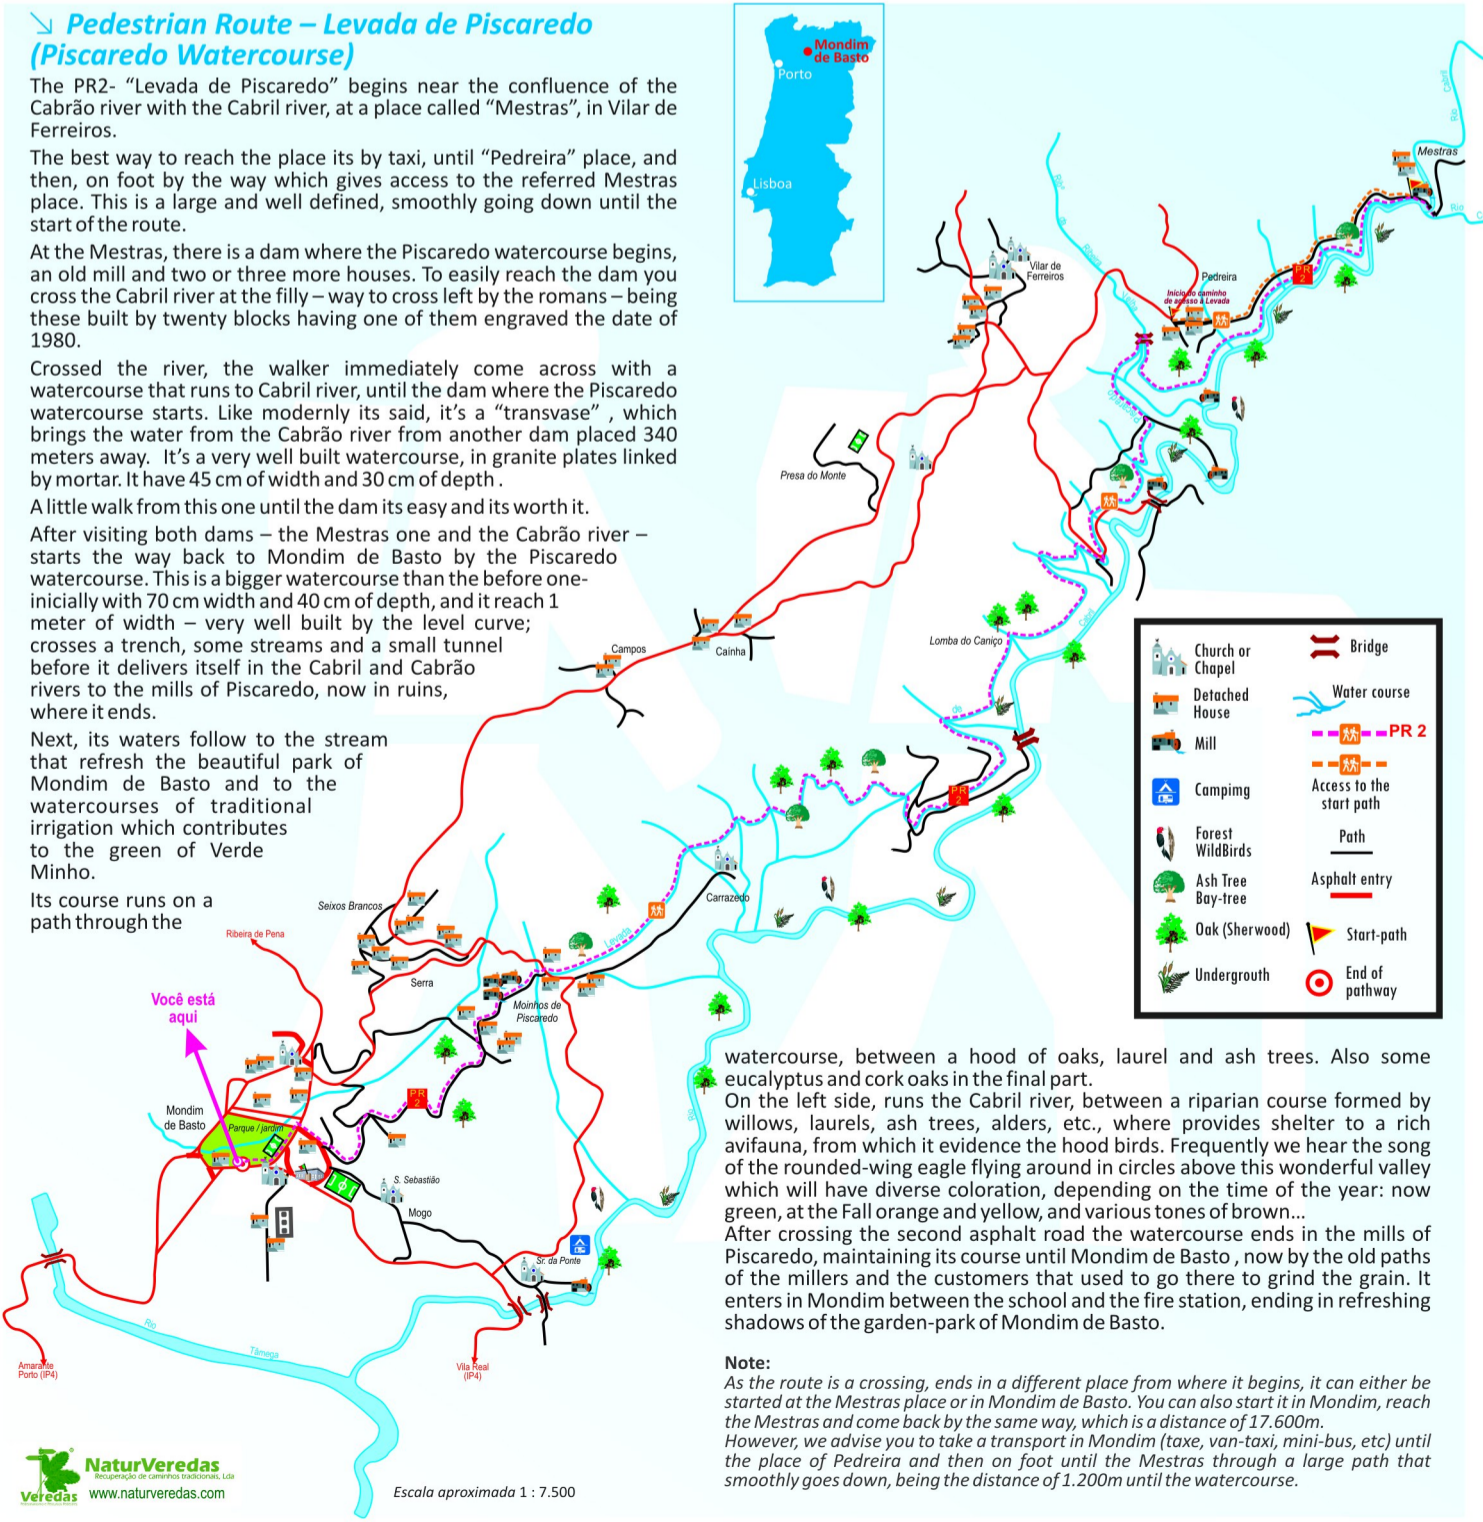 Pedestrian Route – Levada de Piscaredo
(Piscaredo Watercourse)
The PR2- “Levada de Piscaredo” begins near the confluence of the
Cabrão river with the Cabril river, at a place called “Mestras”, in Vilar de
Ferreiros.
The best way to reach the place its by taxi, until “Pedreira” place, and
then, on foot by the way which gives access to the referred Mestras
place. This is a large and well defined, smoothly going down until the
start of the route.
At the Mestras, there is a dam where the Piscaredo watercourse begins,
an old mill and two or three more houses. To easily reach the dam you
cross the Cabril river at the filly – way to cross left by the romans – being
these built by twenty blocks having one of them engraved the date of
1980.
Crossed the river, the walker immediately come across with a
watercourse that runs to Cabril river, until the dam where the Piscaredo
watercourse starts. Like modernly its said, it’s a “transvase” , which
brings the water from the Cabrão river from another dam placed 340
meters away. It’s a very well built watercourse, in granite plates linked
by mortar. It have 45 cm of width and 30 cm of depth .
A little walk from this one until the dam its easy and its worth it.
After visiting both dams – the Mestras one and the Cabrão river –
starts the way back to Mondim de Basto by the Piscaredo
watercourse. This is a bigger watercourse than the before one-
inicially with 70 cm width and 40 cm of depth, and it reach 1
meter of width – very well built by the level curve;
crosses a trench, some streams and a small tunnel
before it delivers itself in the Cabril and Cabrão
rivers to the mills of Piscaredo, now in ruins,
where it ends.
Next, its waters follow to the stream
that refresh the beautiful park of
Mondim de Basto and to the
watercourses of traditional
irrigation which contributes
to the green of Verde
Minho.
Its course runs on a
path through the
Mondim
de Basto
Porto
Lisboa
Rio Cabril
Mestras
Rio
Ribeira
Velha
Pedreira
Início do caminho
de acesso à Levada
PR
2
Vilar de
Ferreiros
Presa do Monte
Piscaredo
Lomba do Caniço
Cabril
de
Campos
Cainha
PR
2
Carrazedo
Levada
Seixos Brancos
Ribeira de Pena
Serra
Moinhos de
Piscaredo
Você está
aqui
Mondim
de Basto
Parque / jardim
PR
2
S. Sebastião
Mogo
Sr. da Ponte
Rio
Rio
Tâmega
Amarante
Porto (IP4)
Vila Real
(IP4)
Church or
Chapel
Detached
House
Mill
Campimg
Forest
WildBirds
Ash Tree
Bay-tree
Oak (Sherwood)
Undergrouth
Bridge
Water course
PR 2
Access to the
start path
Path
Asphalt entry
Start-path
End of
pathway
watercourse, between a hood of oaks, laurel and ash trees. Also some
eucalyptus and cork oaks in the final part.
On the left side, runs the Cabril river, between a riparian course formed by
willows, laurels, ash trees, alders, etc., where provides shelter to a rich
avifauna, from which it evidence the hood birds. Frequently we hear the song
of the rounded-wing eagle flying around in circles above this wonderful valley
which will have diverse coloration, depending on the time of the year: now
green, at the Fall orange and yellow, and various tones of brown...
After crossing the second asphalt road the watercourse ends in the mills of
Piscaredo, maintaining its course until Mondim de Basto , now by the old paths
of the millers and the customers that used to go there to grind the grain. It
enters in Mondim between the school and the fire station, ending in refreshing
shadows of the garden-park of Mondim de Basto.
Note:
As the route is a crossing, ends in a different place from where it begins, it can either be
started at the Mestras place or in Mondim de Basto. You can also start it in Mondim, reach
the Mestras and come back by the same way, which is a distance of 17.600m.
However, we advise you to take a transport in Mondim (taxe, van-taxi, mini-bus, etc) until
the place of Pedreira and then on foot until the Mestras through a large path that
smoothly goes down, being the distance of 1.200m until the watercourse.
NaturVeredas
Recuperação de caminhos tradicionais, Lda
Veredas
www.naturveredas.com
Escala aproximada 1 : 7.500